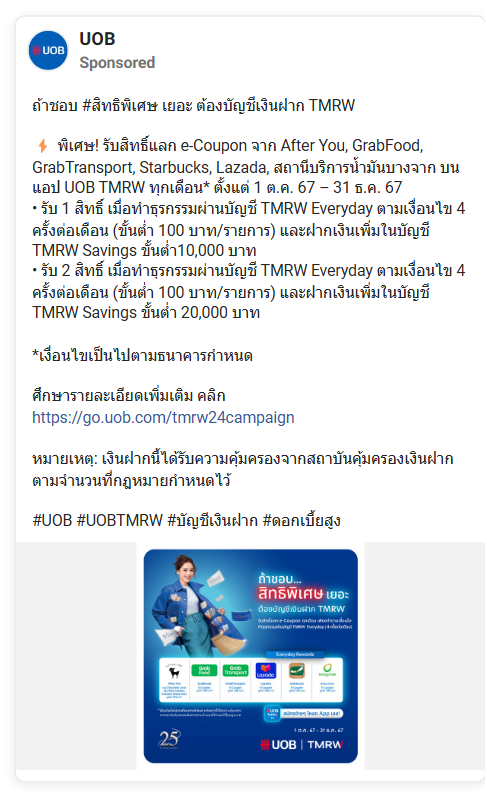 UOB
Sponsored
ถ้าชอบ #สิทธิพิเศษ เยอะ ต้องบัญชีเงินฝาก TMRW
⚡ พิเศษ! รับสิทธิ์แลก e-Coupon จาก After You, GrabFood,
GrabTransport, Starbucks, Lazada, สถานีบริการน้ำมันบางจาก บน
แอป UOB TMRW ทุกเดือน* ตั้งแต่ 1 ต.ค. 67 – 31 ธ.ค. 67
• รับ 1 สิทธิ์ เมื่อทำธุรกรรมผ่านบัญชี TMRW Everyday ตามเงื่อนไข 4
ครั้งต่อเดือน (ขั้นต่ำ 100 บาท/รายการ) และฝากเงินเพิ่มในบัญชี
TMRW Savings ขั้นต่ำ10,000 บาท
• รับ 2 สิทธิ์ เมื่อทำธุรกรรมผ่านบัญชี TMRW Everyday ตามเงื่อนไข 4
ครั้งต่อเดือน (ขั้นต่ำ 100 บาท/รายการ) และฝากเงินเพิ่มในบัญชี
TMRW Savings ขั้นต่ำ 20,000 บาท
*เงื่อนไขเป็นไปตามธนาคารกำหนด
ศึกษารายละเอียดเพิ่มเติม คลิก
https://go.uob.com/tmrw24campaign
หมายเหตุ: เงินฝากนี้ได้รับความคุ้มครองจากสถาบันคุ้มครองเงินฝาก
ตามจำนวนที่กฎหมายกำหนดไว้
#UOB #UOBTMRW #บัญชีเงินฝาก #ดอกเบี้ยสูง
ถ้าชอบ...
สิทธิพิเศษ เยอะ
ต้องบัญชีเงินฝาก TMRW
Grab Food
Grab Transport
Lazada
25
UOB | TMRW
1 ต.ค. 67 - 31 ธ.ค. 67